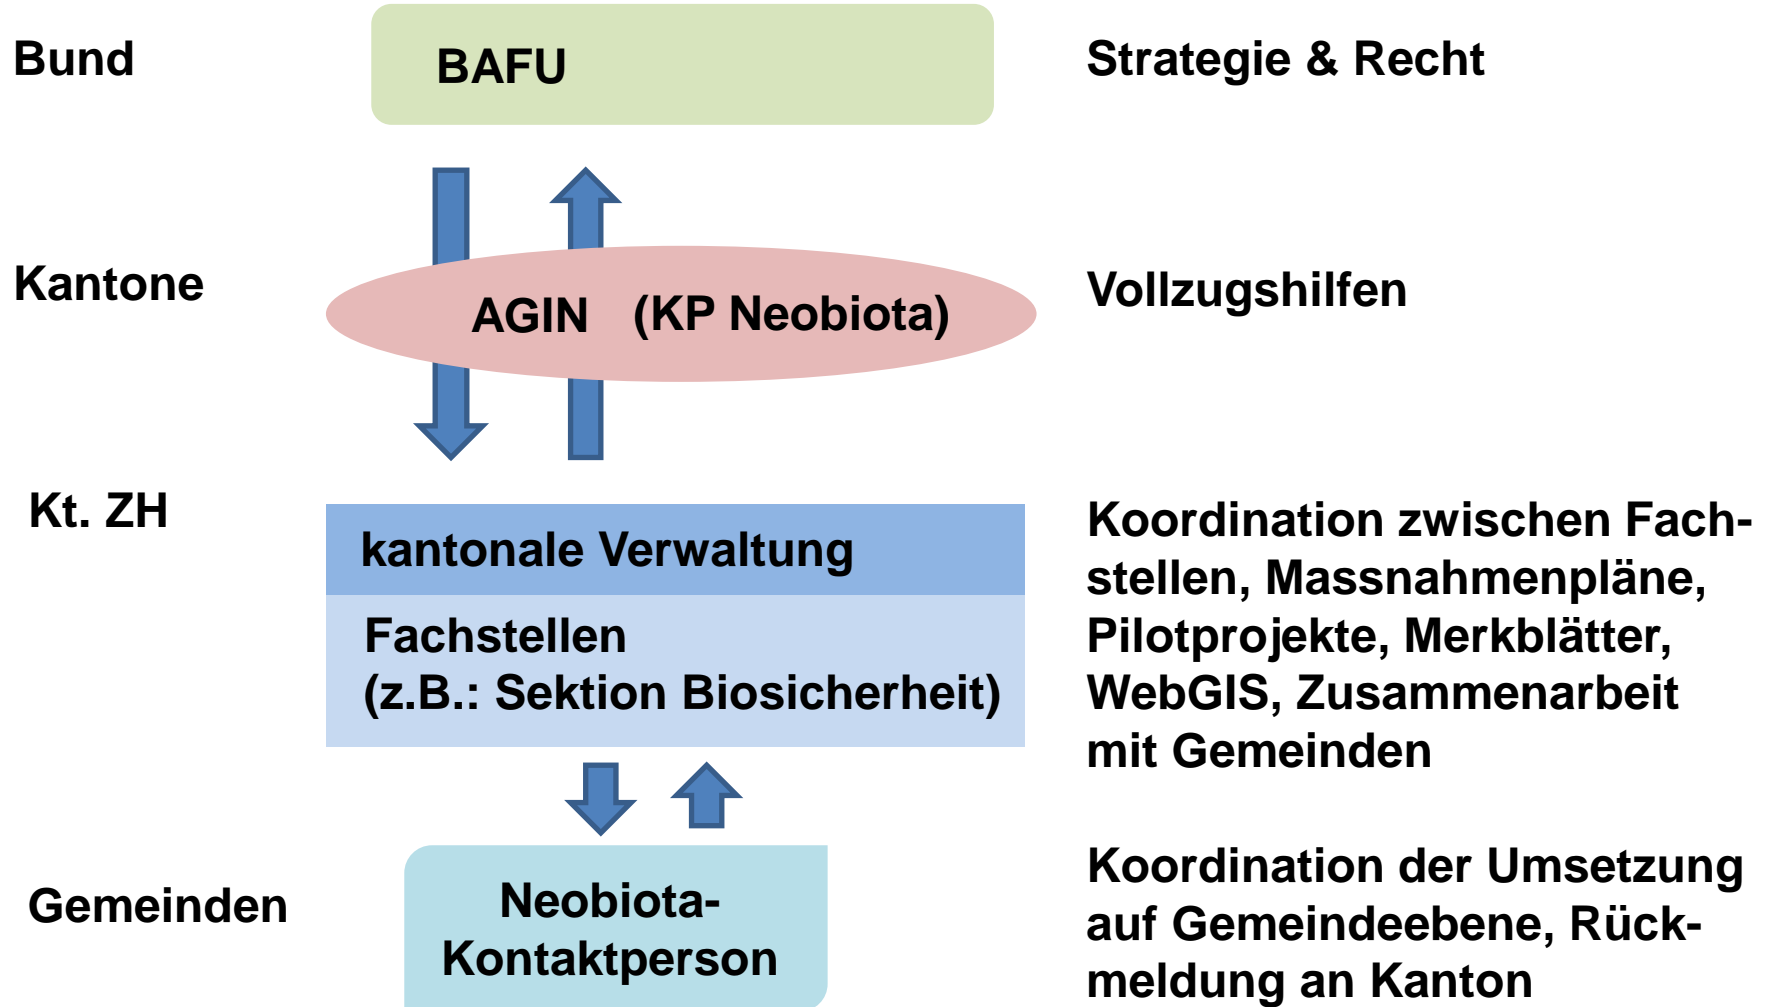 Bund
BAFU
Strategie & Recht
Kantone
AGIN (KP Neobiota)
Vollzugshilfen
Kt. ZH
kantonale Verwaltung
Fachstellen
(z.B.: Sektion Biosicherheit)
Koordination zwischen Fach-
stellen, Massnahmenpläne,
Pilotprojekte, Merkblätter,
WebGIS, Zusammenarbeit
mit Gemeinden
Gemeinden
Neobiota-
Kontaktperson
Koordination der Umsetzung
auf Gemeindeebene, Rück-
meldung an Kanton